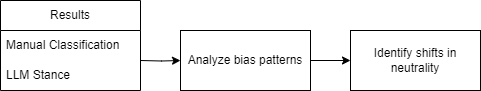 Results
Manual Classification
LLM Stance
Analyze bias patterns
Identify shifts in
neutrality